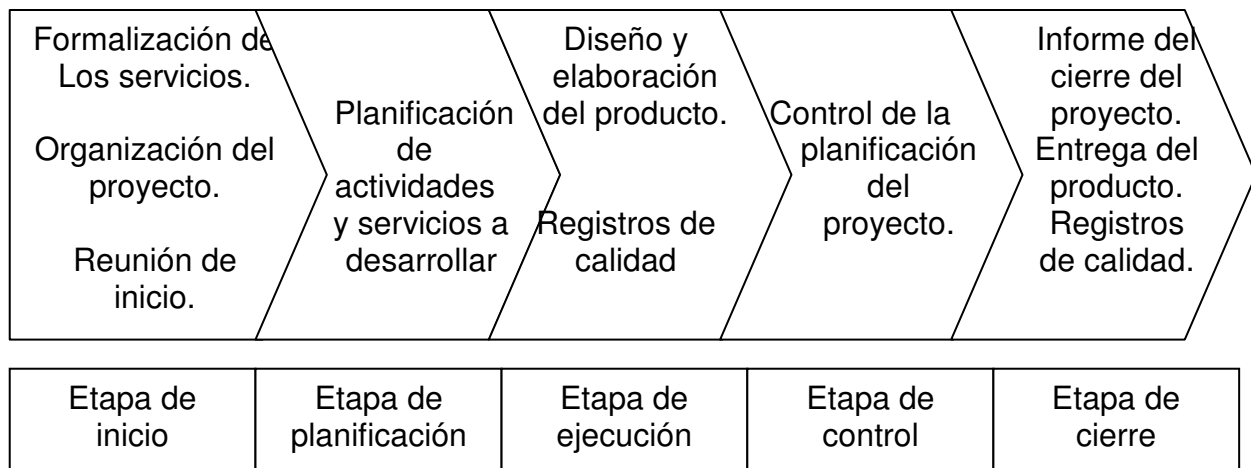 Formalización de
Los servicios.
Organización del
proyecto.
Reunión de
inicio.
Planificación
de
actividades
y servicios a
desarrollar
Diseño y
elaboración
del producto.
Registros de
calidad
Control de la
planificación
del
proyecto.
Informe del
cierre del
proyecto.
Entrega del
producto.
Registros
de calidad.
Etapa de
inicio
Etapa de
planificación
Etapa de
ejecución
Etapa de
control
Etapa de
cierre